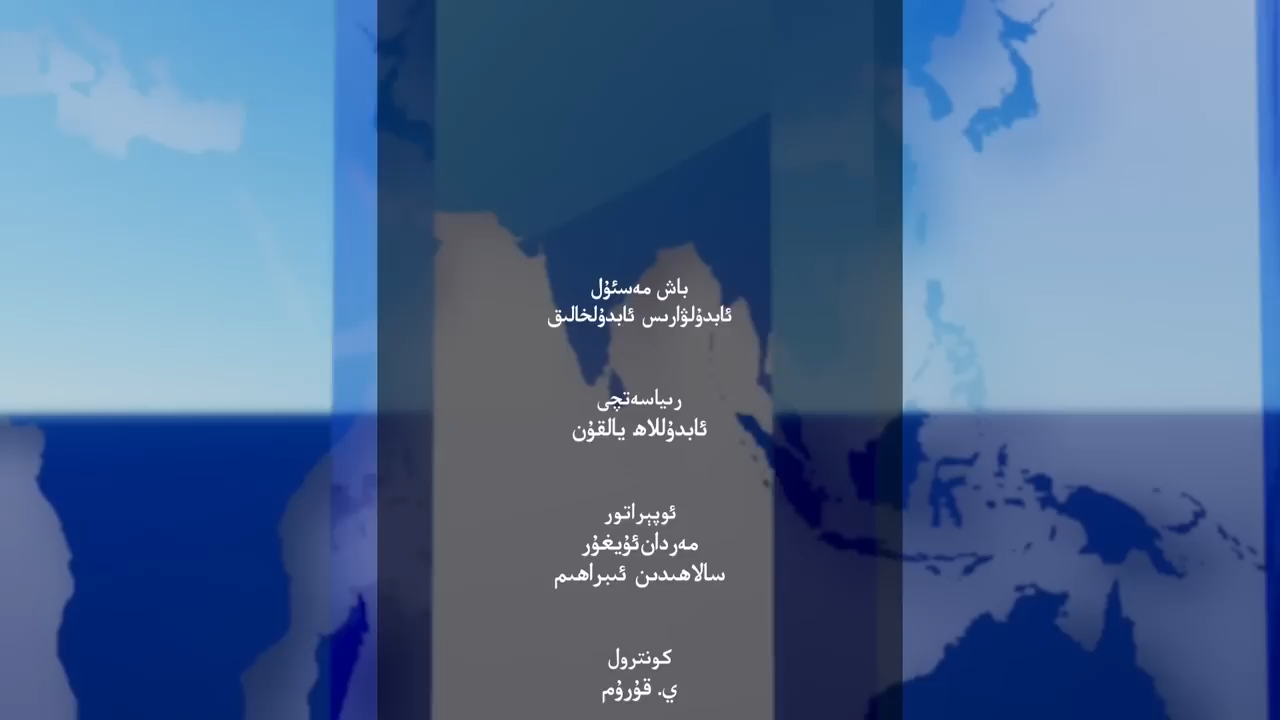 باش مەسئۇل
ئابدۇلۋارىس ئابدۇلخالىق
رىياسەتچى
ئابدۇللاھ يالقۇن
ئوپېراتور
مەردان ئۇيغۇر
سالاھىدىن ئىبراھىم
كونترول
ي. قۇرۇم